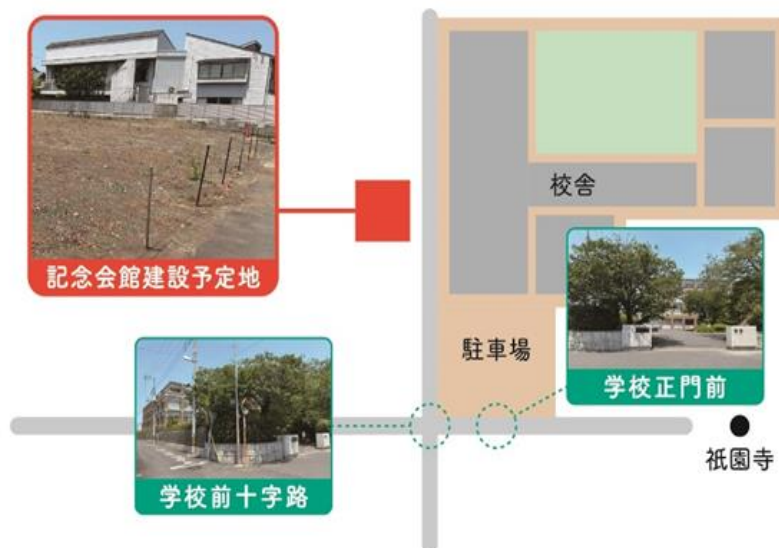 記念会館建設予定地
校舎
駐車場
学校正門前
学校前十字路
祇園寺